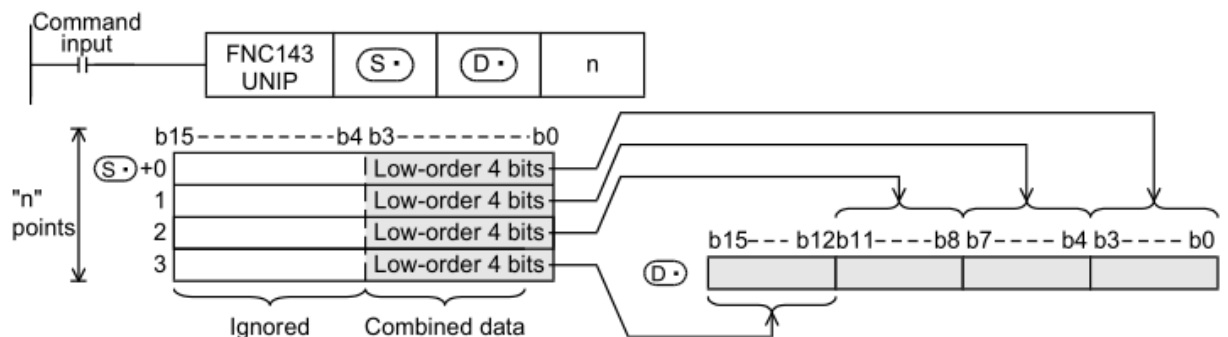 Command
input
FNC143
UNIP
S·
D·
n
b15 b4 b3 b0
S· +0 Low-order 4 bits
1 Low-order 4 bits
"n"
points
2 Low-order 4 bits
3 Low-order 4 bits
Ignored Combined data
b15 b12 b11 b8 b7 b4 b3 b0
D·